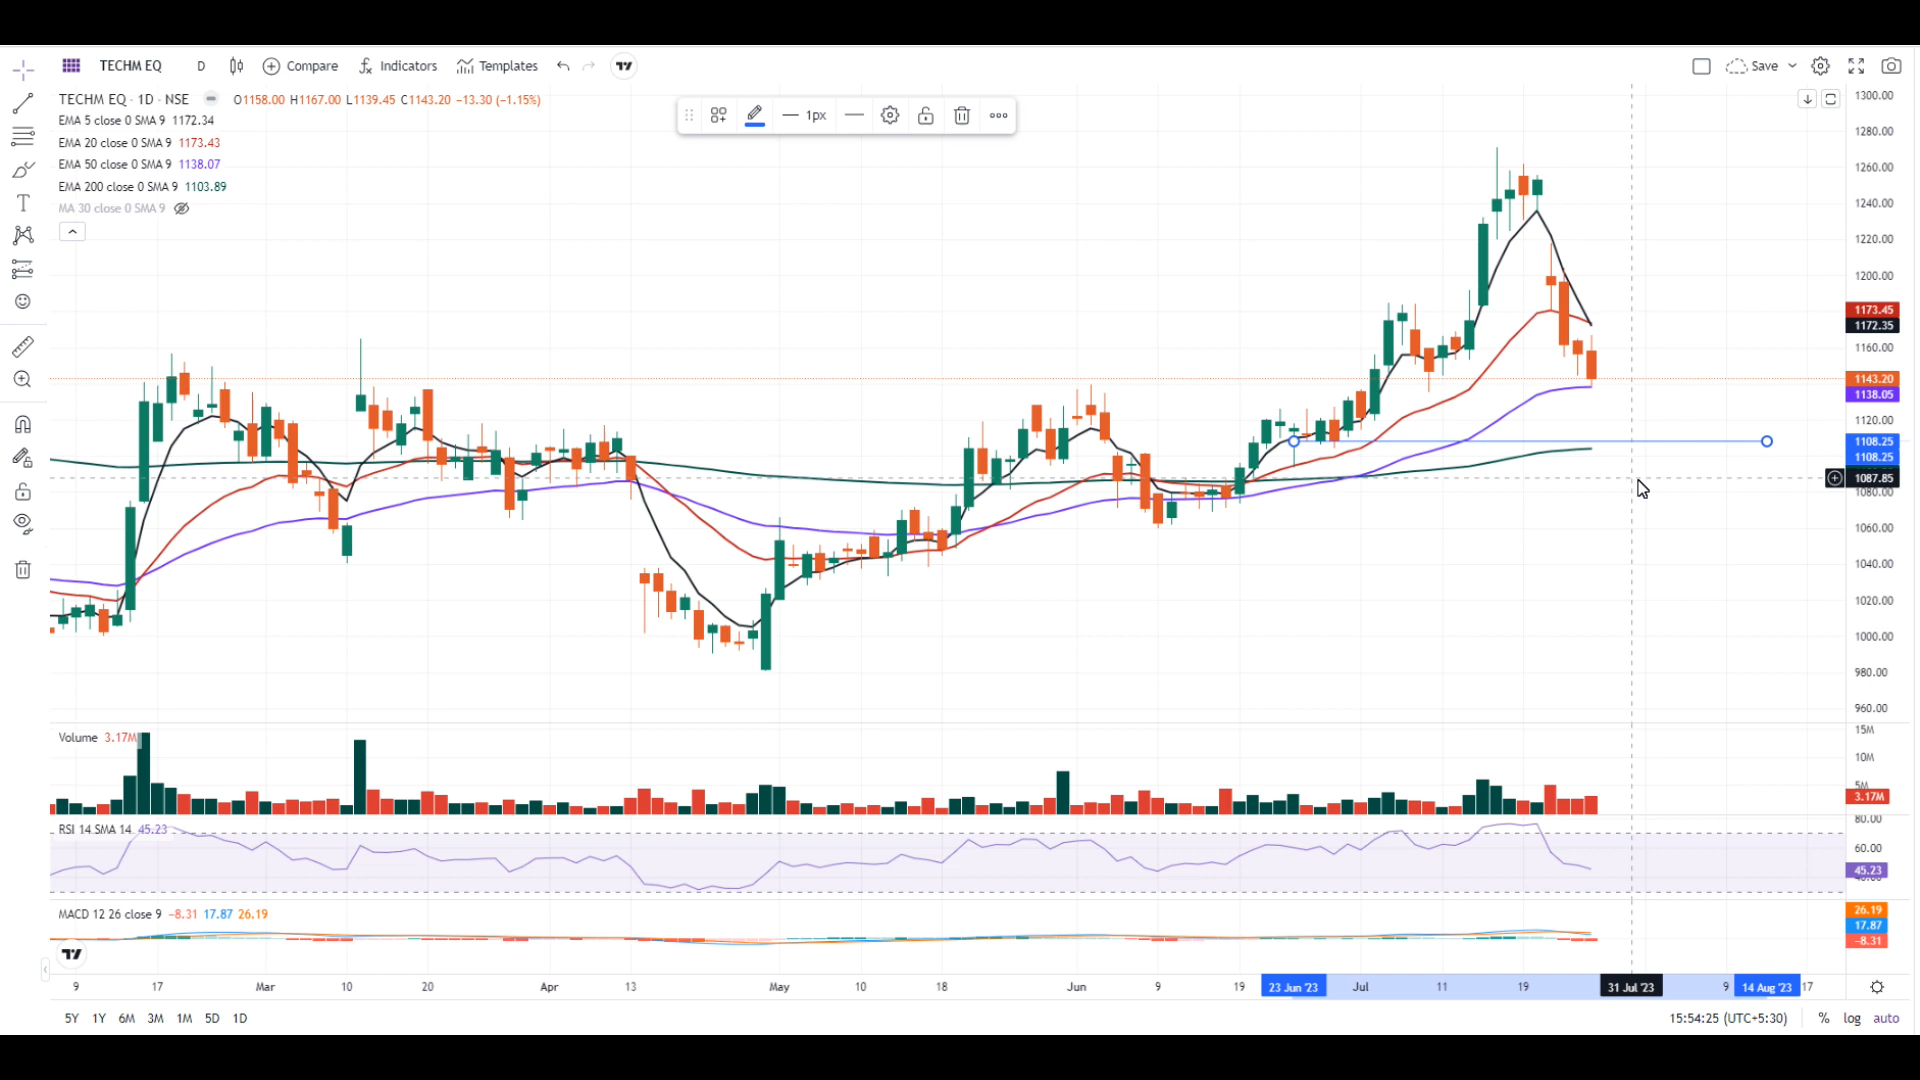 TECHM EQ D Compare Indicators Templates Save
TECHM EQ · 1D · NSE O1158.00 H1167.00 L1139.45 C1143.20 −13.30 (−1.15%)
EMA 5 close 0 SMA 9 1172.34
EMA 20 close 0 SMA 9 1173.43
EMA 50 close 0 SMA 9 1138.07
EMA 200 close 0 SMA 9 1103.89
MA 30 close 0 SMA 9
1px
1300.00
1280.00
1260.00
1240.00
1220.00
1200.00
1173.45
1172.35
1160.00
1143.20
1138.05
1120.00
1108.25
1108.25
1087.85
1080.00
1060.00
1040.00
1020.00
1000.00
980.00
960.00
Volume 3.17M
15M
10M
5M
3.17M
RSI 14 SMA 14 45.23
80.00
60.00
45.23
MACD 12 26 close 9 −8.31 17.87 26.19
26.19
17.87
−8.31
9 17 Mar 10 20 Apr 13 May 10 18 Jun 9 19 23 Jun '23 Jul 11 19 31 Jul '23 9 14 Aug '23 17
5Y 1Y 6M 3M 1M 5D 1D 15:54:25 (UTC+5:30) % log auto